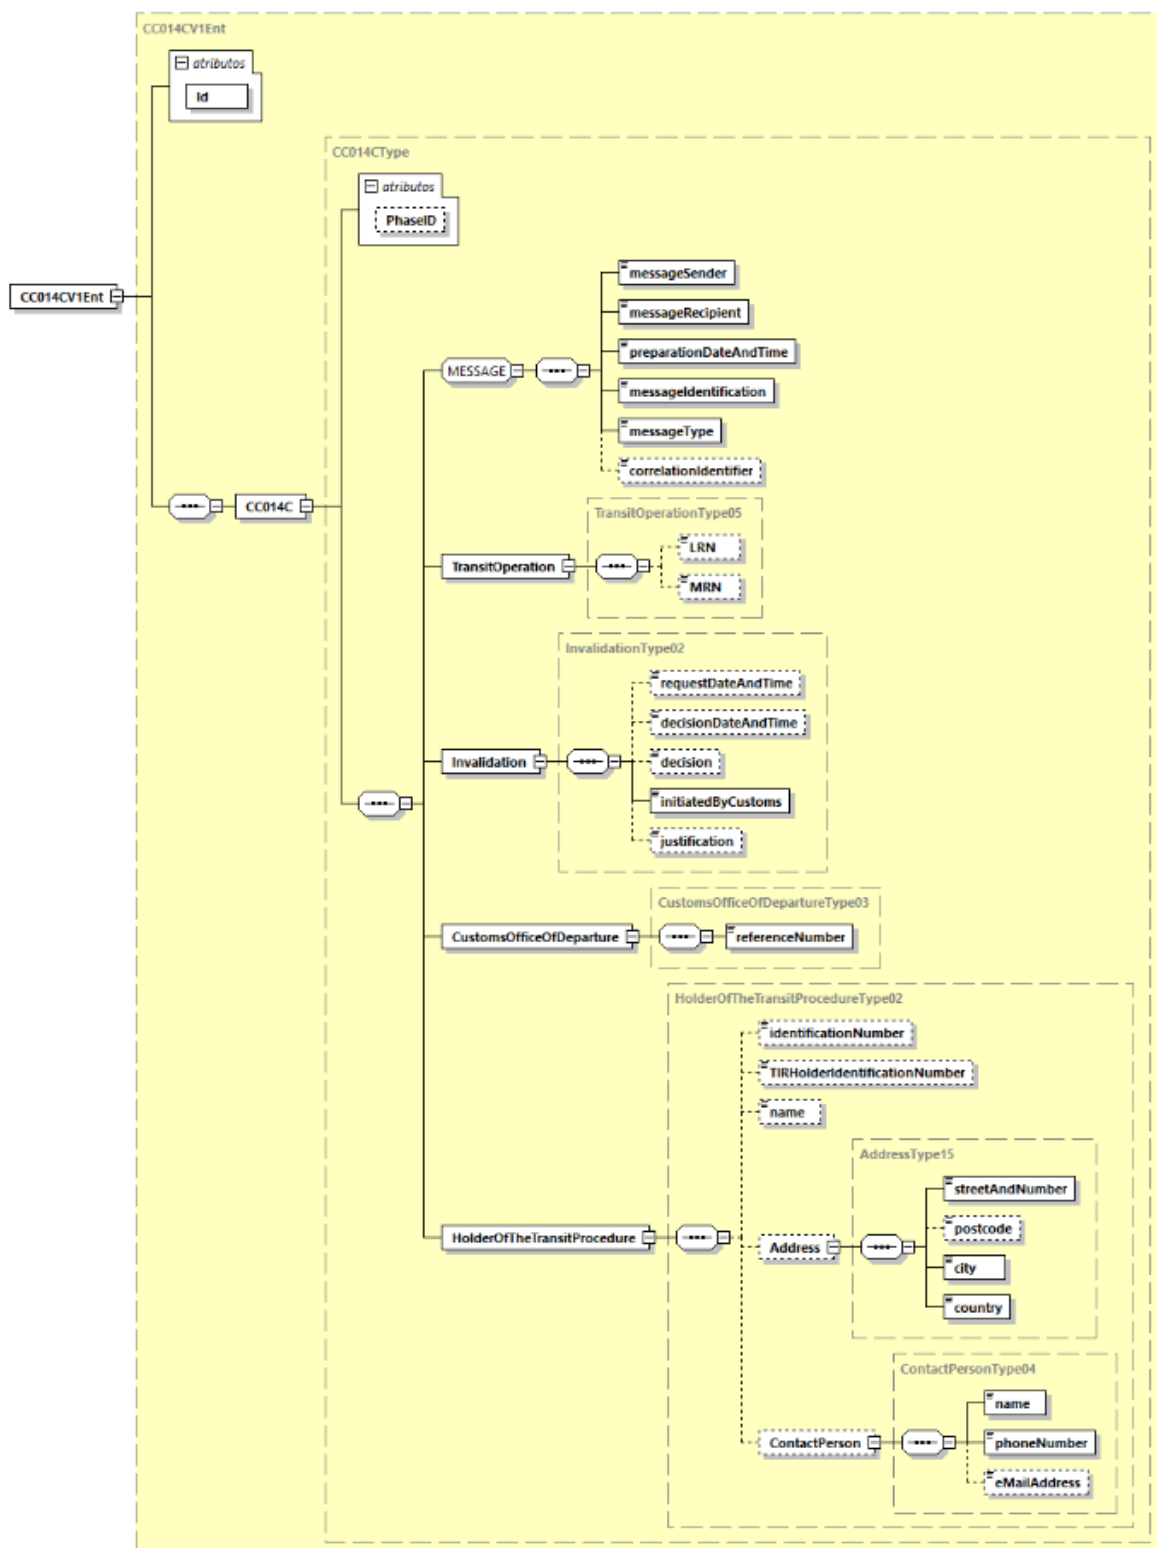 CC014CV1Ent
atributos
Id
CC014CType
atributos
PhaseID
CC014CV1Ent
messageSender
messageRecipient
preparationDateAndTime
MESSAGE
messageIdentification
messageType
correlationIdentifier
CC014C
TransitOperationType05
LRN
TransitOperation
MRN
InvalidationType02
requestDateAndTime
decisionDateAndTime
Invalidation
decision
initiatedByCustoms
justification
CustomsOfficeOfDepartureType03
CustomsOfficeOfDeparture
referenceNumber
HolderOfTheTransitProcedureType02
identificationNumber
TIRHolderIdentificationNumber
name
AddressType15
streetAndNumber
postcode
HolderOfTheTransitProcedure
Address
city
country
ContactPersonType04
name
ContactPerson
phoneNumber
eMailAddress